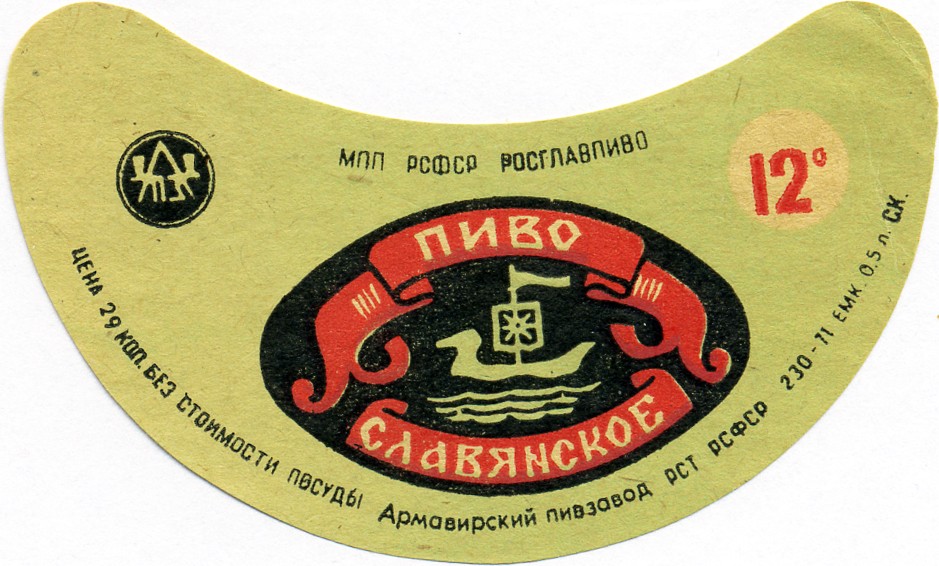 МПП РСФСР РОСГЛАВПИВО
12°
ПИВО
СЛАВЯНСКОЕ
ЦЕНА 29 КОП. БЕЗ СТОИМОСТИ ПОСУДЫ Армавирский пивзавод РСТ РСФСР 230-71 ЕМК. 0,5 л. С.К.